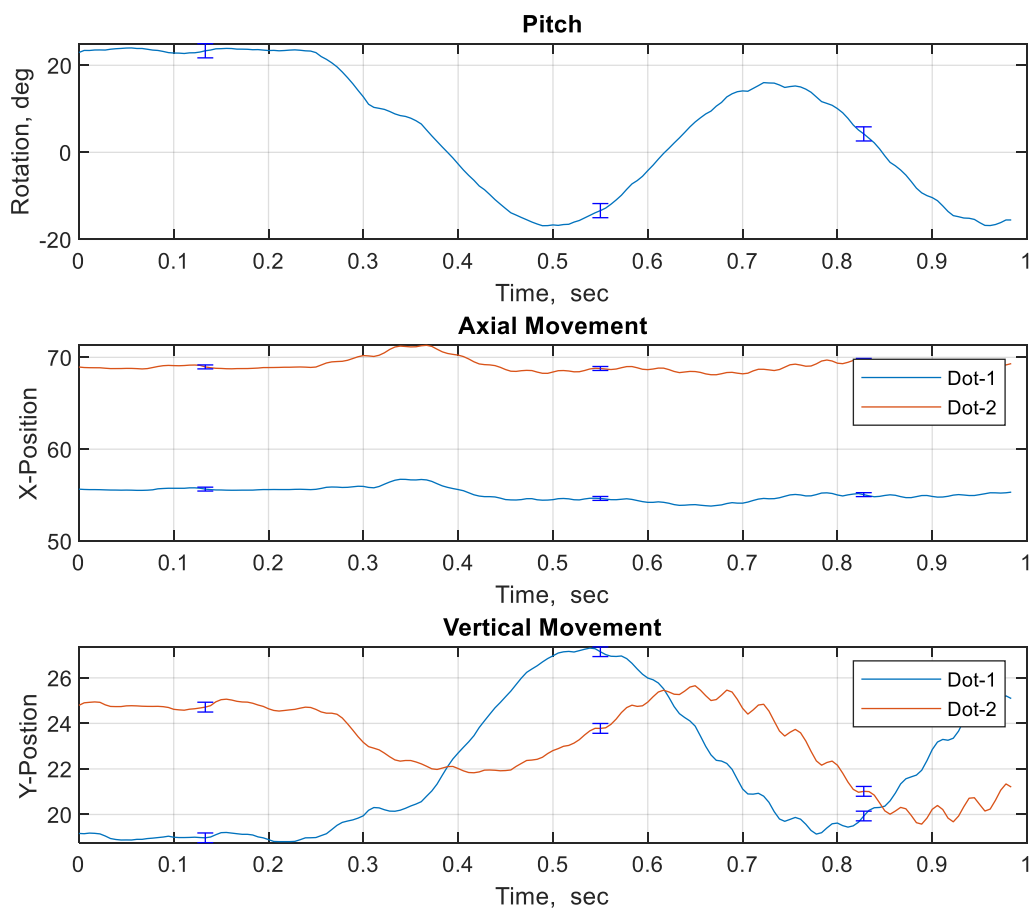 Pitch
Rotation, deg
20
0
-20
0 0.1 0.2 0.3 0.4 0.5 0.6 0.7 0.8 0.9 1
Time, sec
Axial Movement
X-Position
70
60
50
Dot-1
Dot-2
0 0.1 0.2 0.3 0.4 0.5 0.6 0.7 0.8 0.9 1
Time, sec
Vertical Movement
Y-Postion
26
24
22
20
Dot-1
Dot-2
0 0.1 0.2 0.3 0.4 0.5 0.6 0.7 0.8 0.9 1
Time, sec